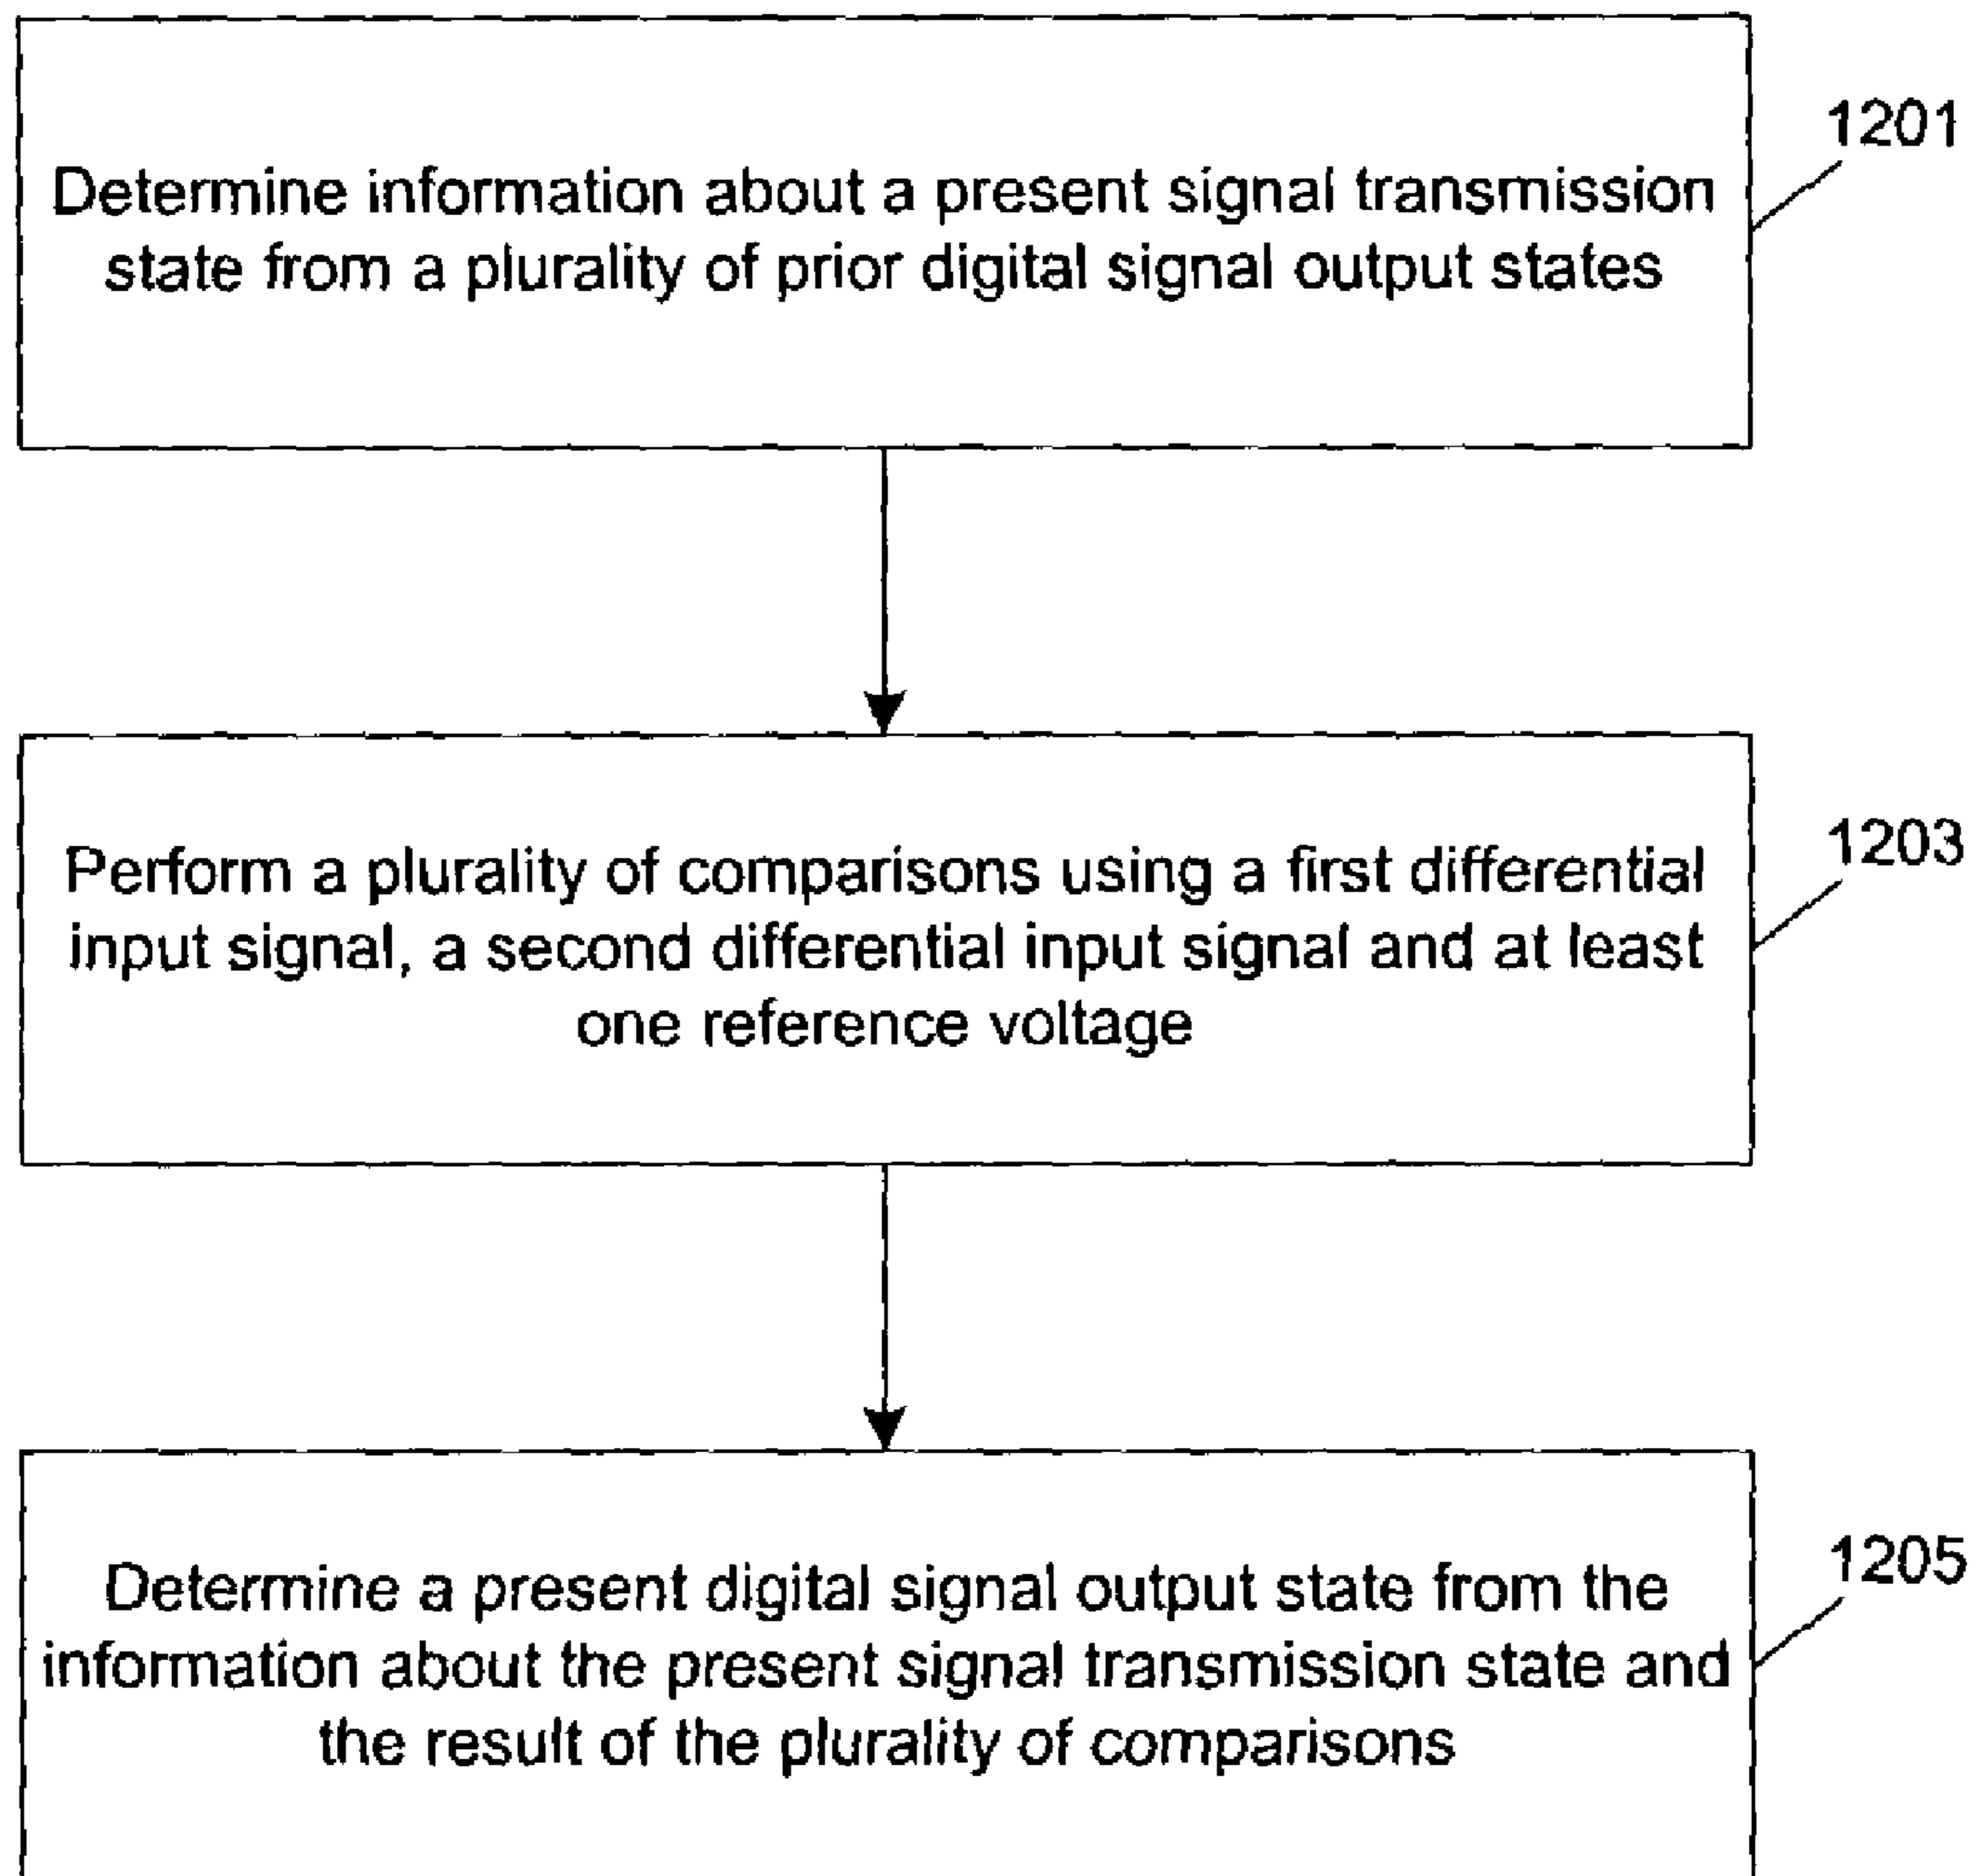 1201
Determine information about a present signal transmission
state from a plurality of prior digital signal output states
1203
Perform a plurality of comparisons using a first differential
input signal, a second differential input signal and at least
one reference voltage
1205
Determine a present digital signal output state from the
information about the present signal transmission state and
the result of the plurality of comparisons